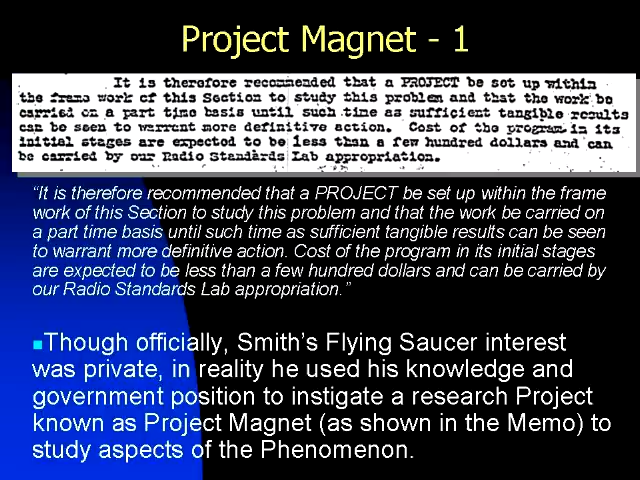 Project Magnet - 1
It is therefore recommended that a PROJECT be set up within
the frame work of this Section to study this problem and that the work be
carried on a part time basis until such time as sufficient tangible results
can be seen to warrant more definitive action. Cost of the program in its
initial stages are expected to be less than a few hundred dollars and can
be carried by our Radio Standards Lab appropriation.
“It is therefore recommended that a PROJECT be set up within the frame
work of this Section to study this problem and that the work be carried on
a part time basis until such time as sufficient tangible results can be seen
to warrant more definitive action. Cost of the program in its initial stages
are expected to be less than a few hundred dollars and can be carried by
our Radio Standards Lab appropriation.”
Though officially, Smith’s Flying Saucer interest
was private, in reality he used his knowledge and
government position to instigate a research Project
known as Project Magnet (as shown in the Memo) to
study aspects of the Phenomenon.